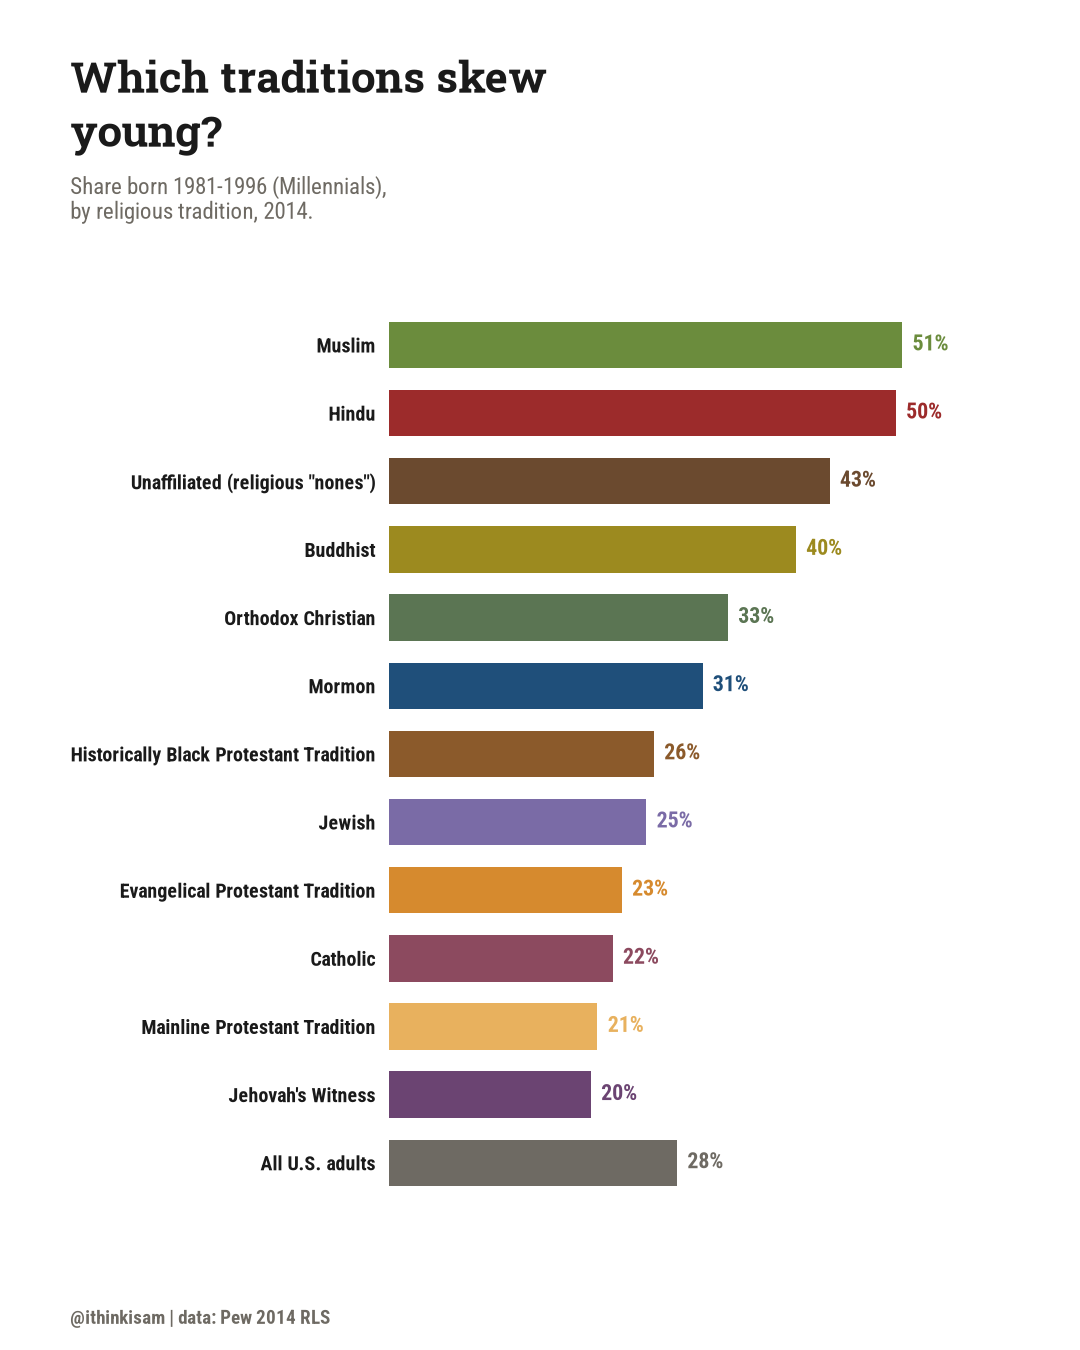 Which traditions skew
young?
Share born 1981-1996 (Millennials),
by religious tradition, 2014.
Muslim 51%
Hindu 50%
Unaffiliated (religious "nones") 43%
Buddhist 40%
Orthodox Christian 33%
Mormon 31%
Historically Black Protestant Tradition 26%
Jewish 25%
Evangelical Protestant Tradition 23%
Catholic 22%
Mainline Protestant Tradition 21%
Jehovah's Witness 20%
All U.S. adults 28%
@ithinkisam | data: Pew 2014 RLS